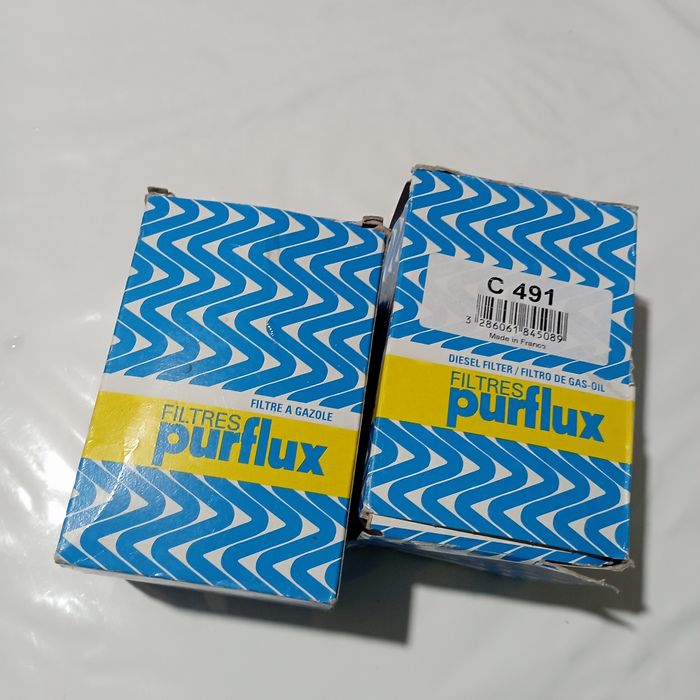 FILTRE A GAZOLE
FILTRES
purflux
C 491
3 286061 845089
Made in France
DIESEL FILTER / FILTRO DE GAS-OIL
FILTRES
purflux